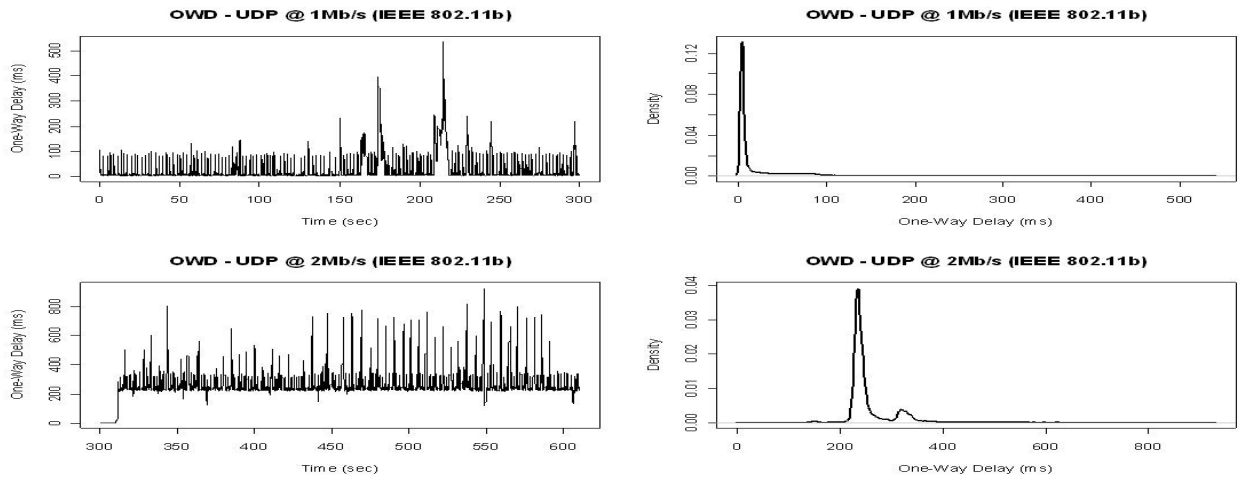 OWD - UDP @ 1Mb/s (IEEE 802.11b)
One-Way Delay (ms)
0 100 200 300 400 500
0 50 100 150 200 250 300
Time (sec)
OWD - UDP @ 1Mb/s (IEEE 802.11b)
Density
0.00 0.04 0.08 0.12
0 100 200 300 400 500
One-Way Delay (ms)
OWD - UDP @ 2Mb/s (IEEE 802.11b)
One-Way Delay (ms)
0 200 400 600 800
300 350 400 450 500 550 600
Time (sec)
OWD - UDP @ 2Mb/s (IEEE 802.11b)
Density
0.00 0.01 0.02 0.03 0.04
0 200 400 600 800
One-Way Delay (ms)